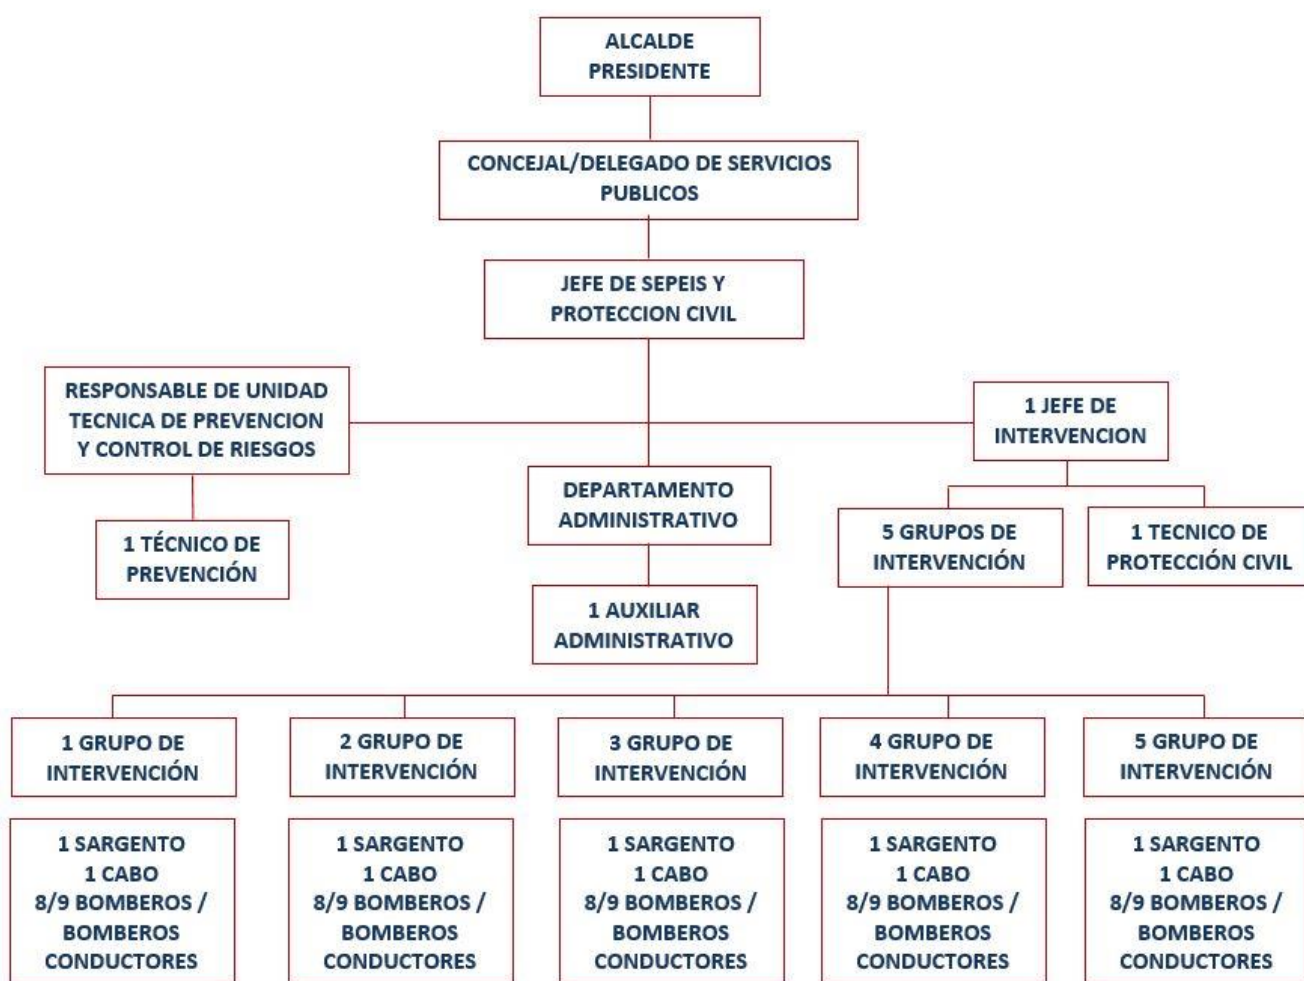 ALCALDE
PRESIDENTE
CONCEJAL/DELEGADO DE SERVICIOS
PUBLICOS
JEFE DE SEPEIS Y
PROTECCION CIVIL
RESPONSABLE DE UNIDAD
TECNICA DE PREVENCION
Y CONTROL DE RIESGOS
1 JEFE DE
INTERVENCION
DEPARTAMENTO
ADMINISTRATIVO
1 TÉCNICO DE
PREVENCIÓN
5 GRUPOS DE
INTERVENCIÓN
1 TECNICO DE
PROTECCIÓN CIVIL
1 AUXILIAR
ADMINISTRATIVO
1 GRUPO DE
INTERVENCIÓN
2 GRUPO DE
INTERVENCIÓN
3 GRUPO DE
INTERVENCIÓN
4 GRUPO DE
INTERVENCIÓN
5 GRUPO DE
INTERVENCIÓN
1 SARGENTO
1 CABO
8/9 BOMBEROS /
BOMBEROS
CONDUCTORES
1 SARGENTO
1 CABO
8/9 BOMBEROS /
BOMBEROS
CONDUCTORES
1 SARGENTO
1 CABO
8/9 BOMBEROS /
BOMBEROS
CONDUCTORES
1 SARGENTO
1 CABO
8/9 BOMBEROS /
BOMBEROS
CONDUCTORES
1 SARGENTO
1 CABO
8/9 BOMBEROS /
BOMBEROS
CONDUCTORES